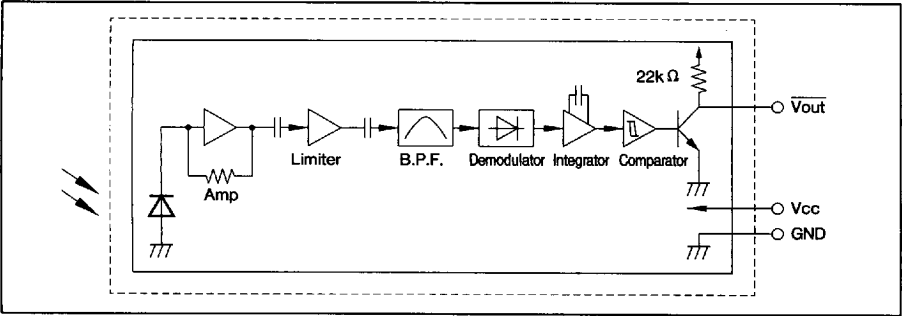 22kΩ
Vout
Limiter
B.P.F.
Demodulator
Integrator
Comparator
Amp
Vcc
GND